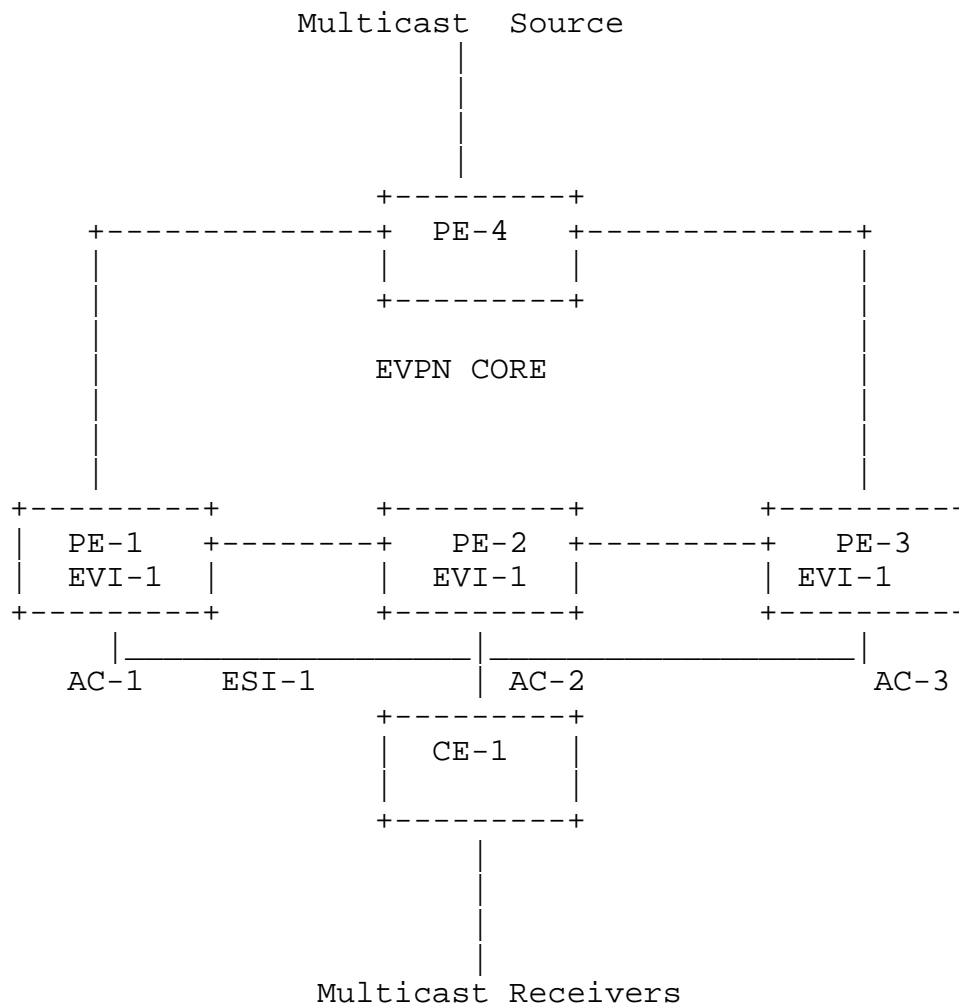 Multicast Source
PE-4
EVPN CORE
PE-1 PE-2 PE-3
EVI-1 EVI-1 EVI-1
AC-1 ESI-1 AC-2 AC-3
CE-1
Multicast Receivers